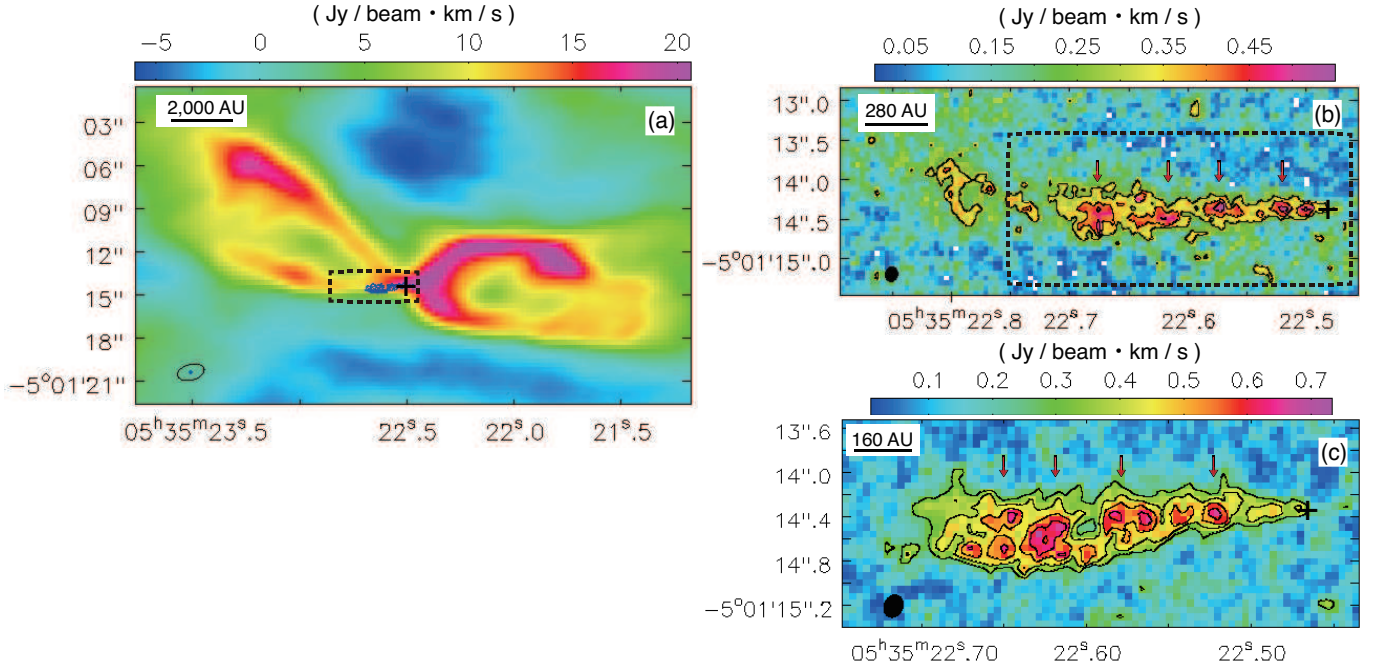 ( Jy / beam • km / s )
−5 0 5 10 15 20
2,000 AU
(a)
03"
06"
09"
12"
15"
18"
−5°01'21"
05ʰ35ᵐ23ˢ.5 22ˢ.5 22ˢ.0 21ˢ.5
( Jy / beam • km / s )
0.05 0.15 0.25 0.35 0.45
280 AU
(b)
13".0
13".5
14".0
14".5
−5°01'15".0
05ʰ35ᵐ22ˢ.8 22ˢ.7 22ˢ.6 22ˢ.5
( Jy / beam • km / s )
0.1 0.2 0.3 0.4 0.5 0.6 0.7
160 AU
(c)
13".6
14".0
14".4
14".8
−5°01'15".2
05ʰ35ᵐ22ˢ.70 22ˢ.60 22ˢ.50